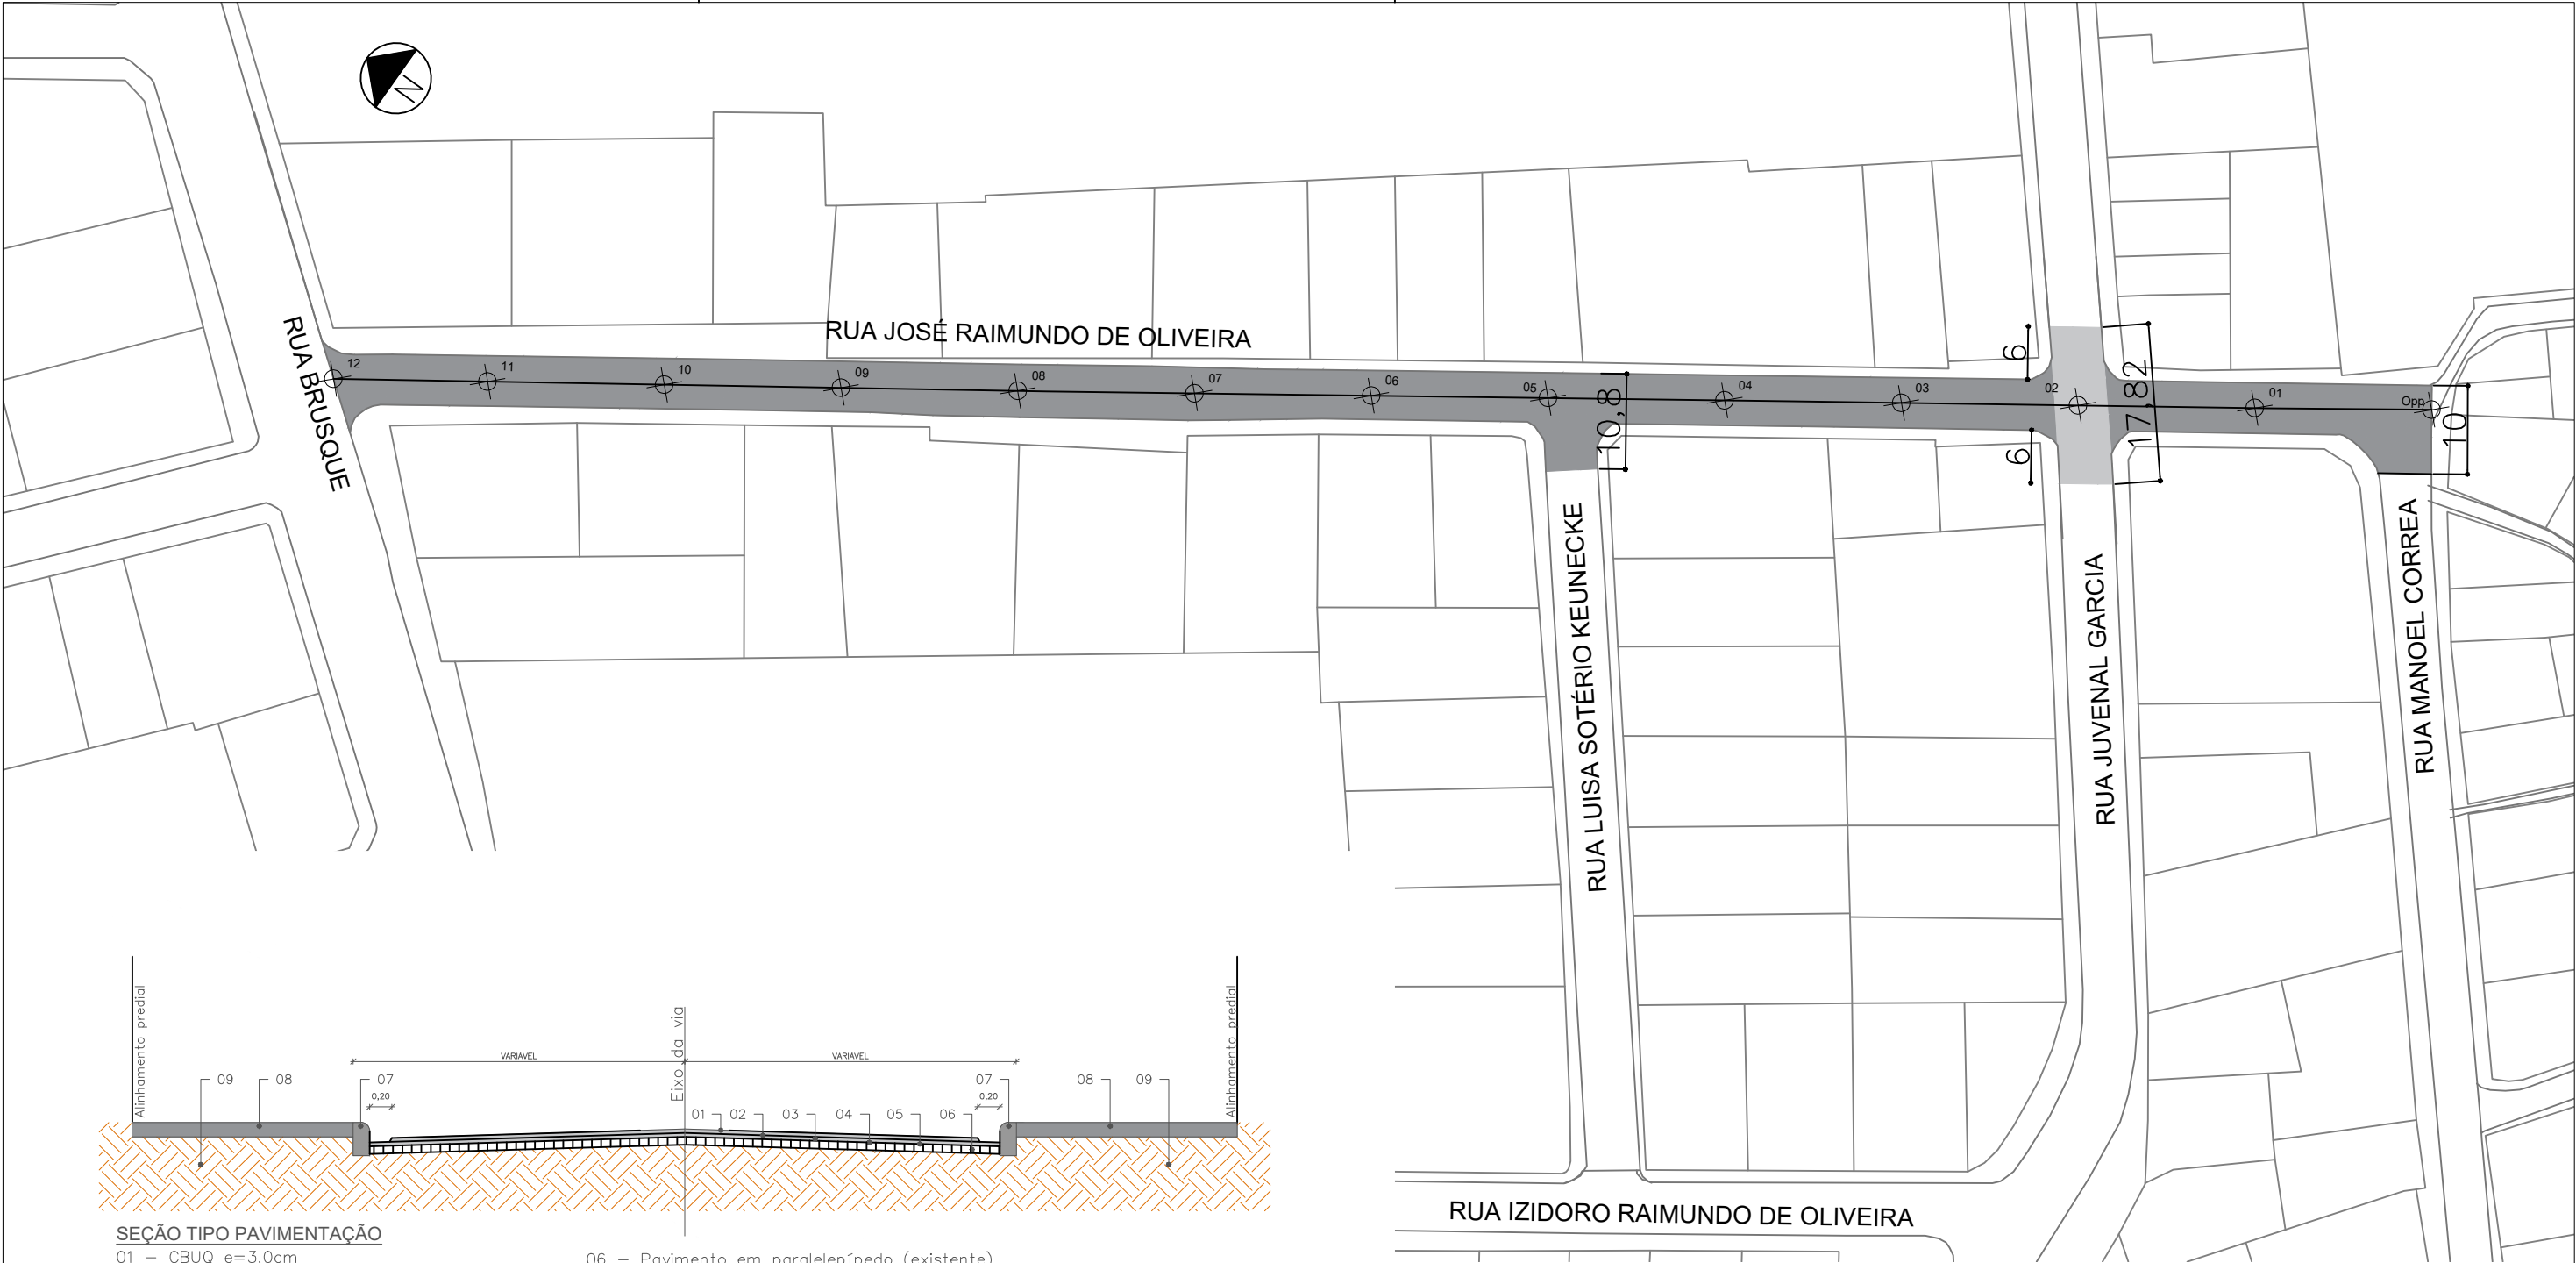 N
RUA BRUSQUE
RUA JOSÉ RAIMUNDO DE OLIVEIRA
12
11
10
09
08
07
06
05
04
03
02
01
Opp
10,8
6
6
17,82
10
RUA LUISA SOTÉRIO KEUNECKE
RUA JUVENAL GARCIA
RUA MANOEL CORREA
RUA IZIDORO RAIMUNDO DE OLIVEIRA
Alinhamento predial
Eixo da via
Alinhamento predial
VARIÁVEL
VARIÁVEL
09
08
07
0,20
01
02
03
04
05
06
07
0,20
08
09
SEÇÃO TIPO PAVIMENTAÇÃO
01 - CBUQ e=3.0cm
06 - Pavimento em paralelepípedo (existente)